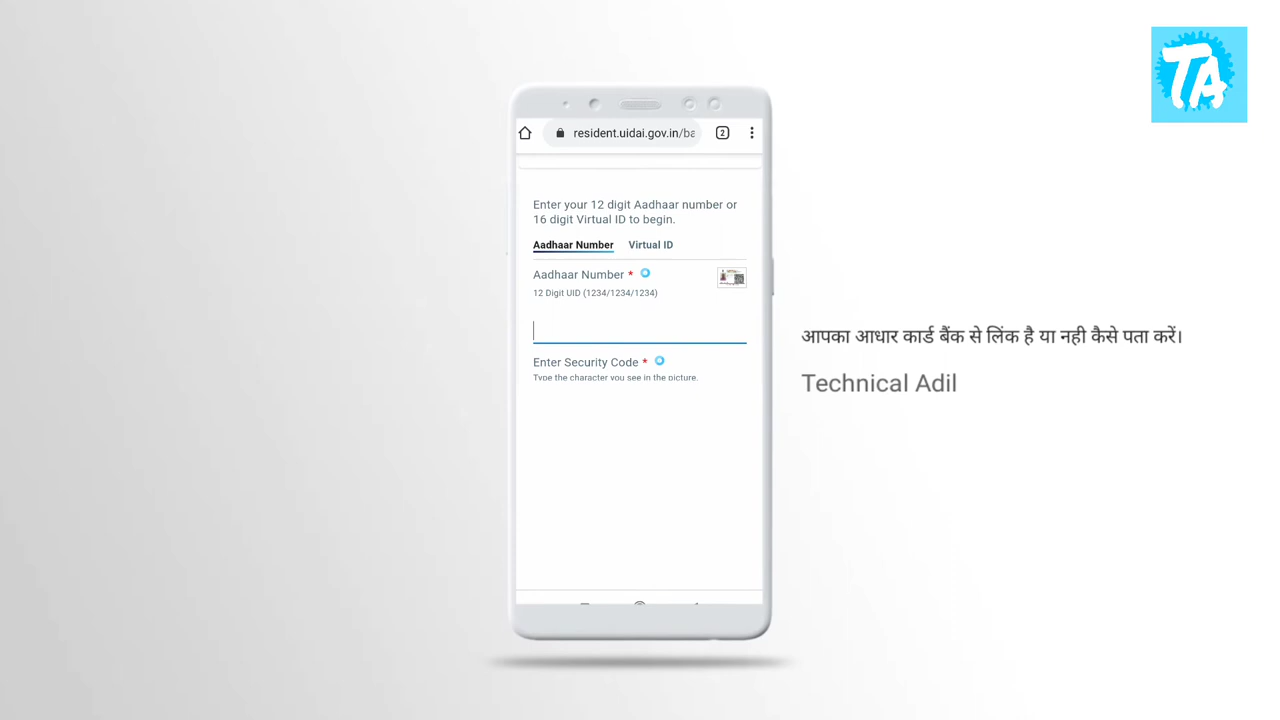 TA
resident.uidai.gov.in/ba
2
Enter your 12 digit Aadhaar number or
16 digit Virtual ID to begin.
Aadhaar Number Virtual ID
Aadhaar Number *
12 Digit UID (1234/1234/1234)
Enter Security Code *
Type the character you see in the picture.
आपका आधार कार्ड बैंक से लिंक है या नही कैसे पता करें।
Technical Adil